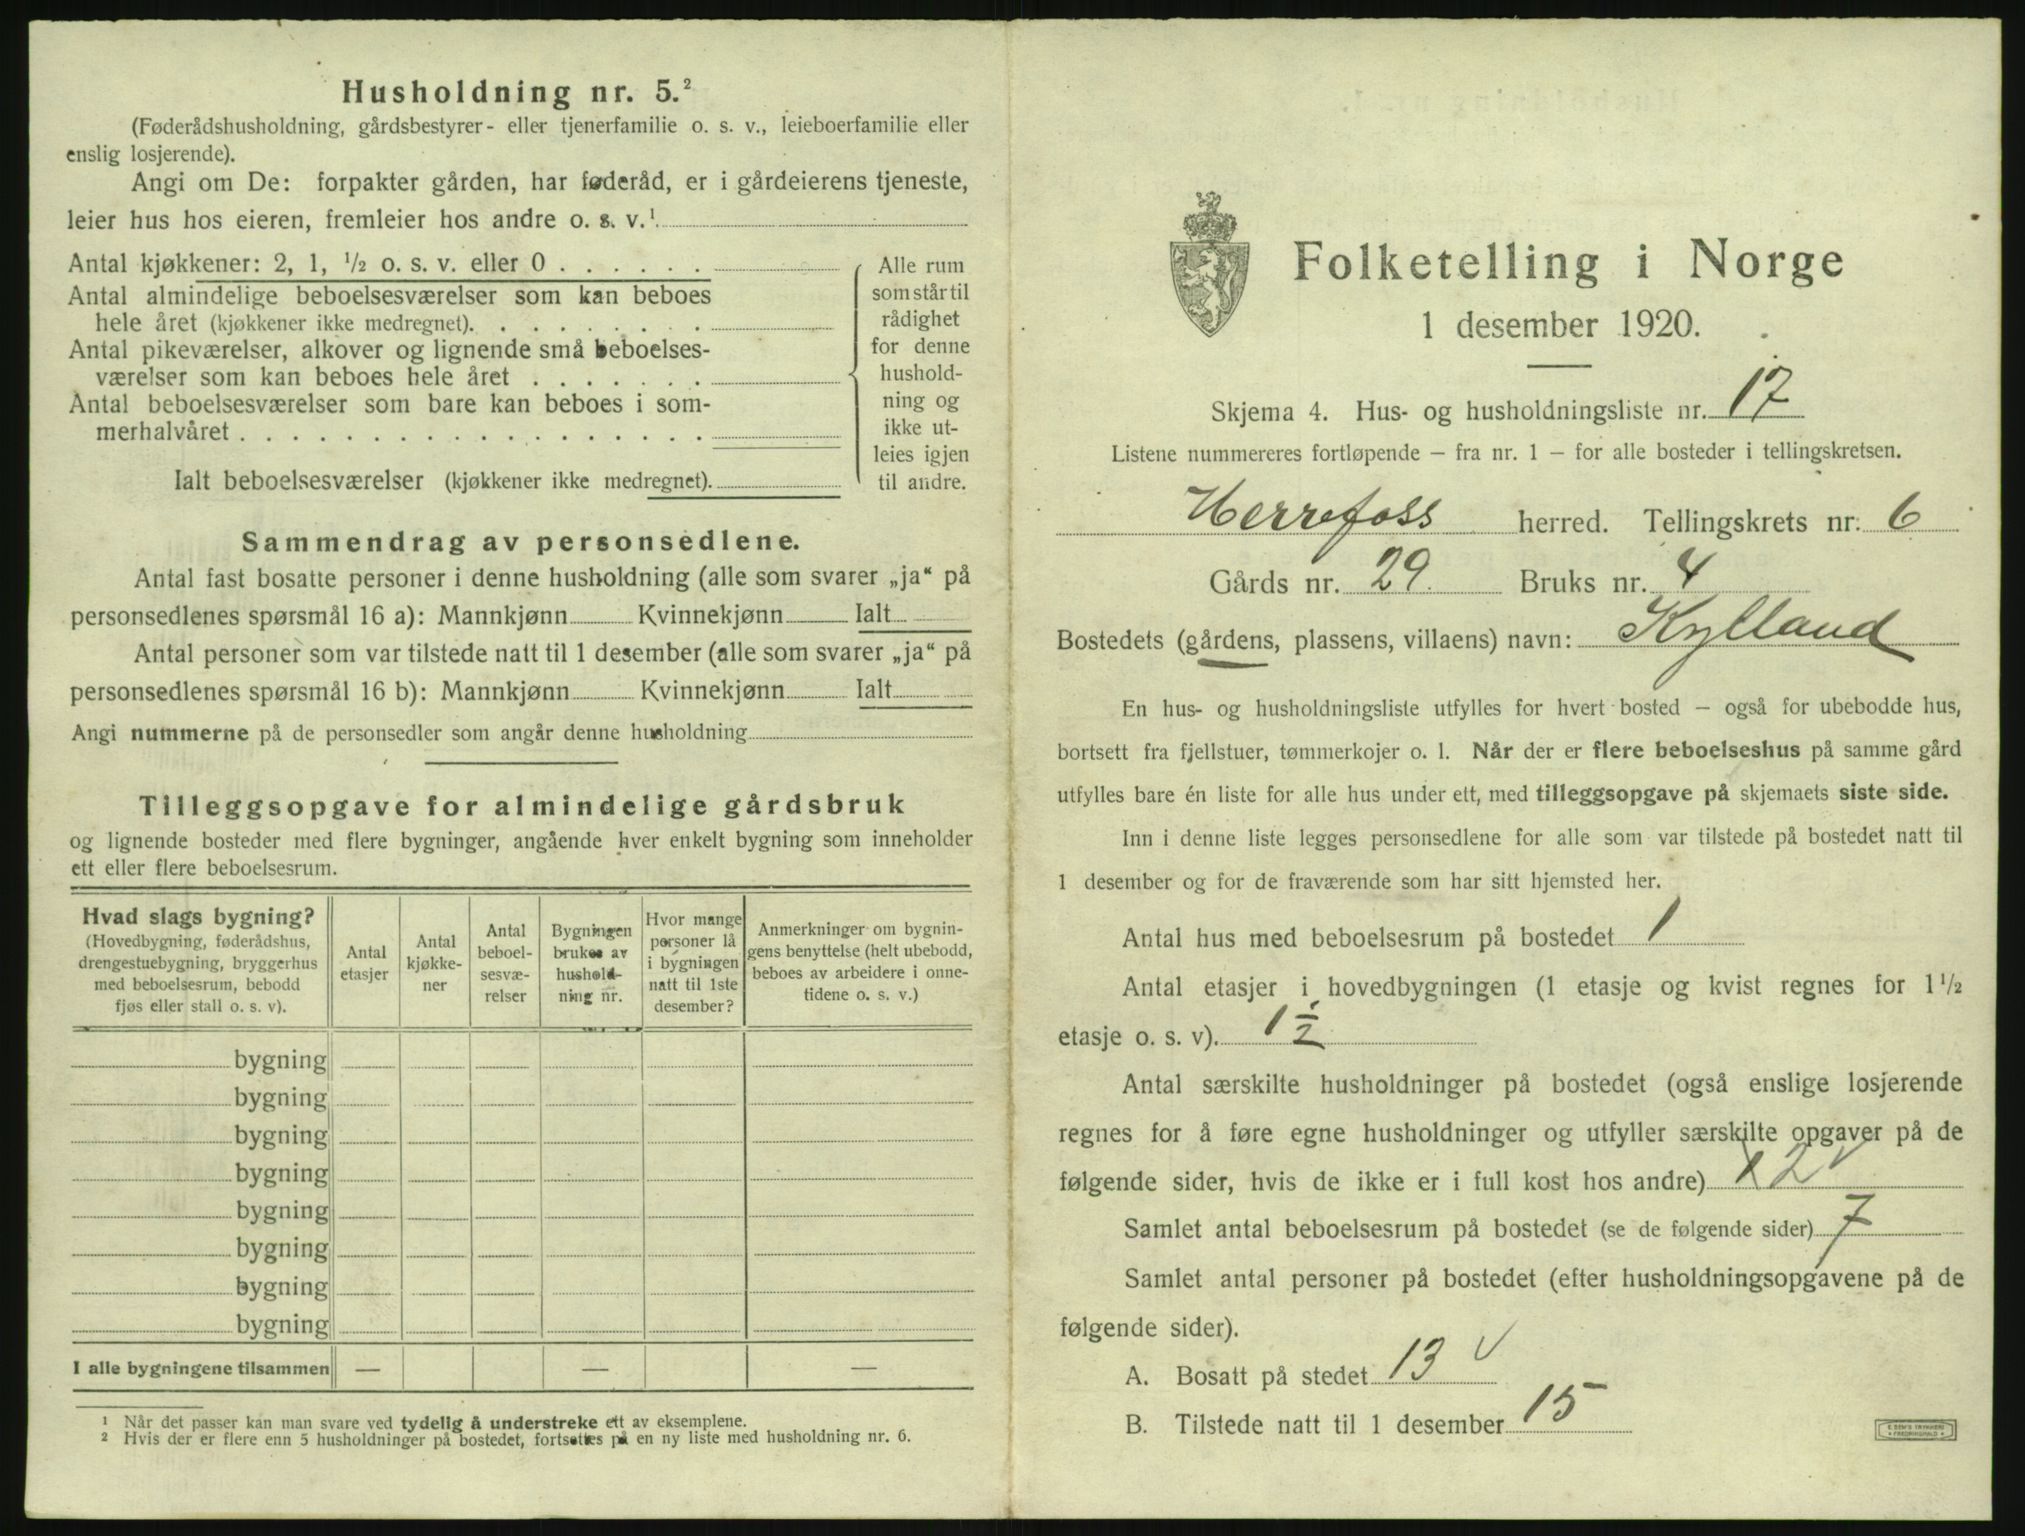 Husholdning nr. 5.²
(Føderådshusholdning, gårdsbestyrer- eller tjenerfamilie o. s. v., leieboerfamilie eller
enslig losjerende).
Angi om De: forpakter gården, har føderåd, er i gårdeierens tjeneste,
leier hus hos eieren, fremleier hos andre o. s. v.¹
Antal kjøkkener: 2, 1, ½ o. s. v. eller 0 . . . . . .
Antal almindelige beboelsesværelser som kan beboes
hele året (kjøkkener ikke medregnet). . . . . . . . .
Antal pikeværelser, alkover og lignende små beboelses-
værelser som kan beboes hele året . . . . . . .
Antal beboelsesværelser som bare kan beboes i som-
merhalvåret . . . . . . . . . . . . . . . . . .
Ialt beboelsesværelser (kjøkkener ikke medregnet).
Alle rum
som står til
rådighet
for denne
hushold-
ning og
ikke ut-
leies igjen
til andre.
Sammendrag av personsedlene.
Antal fast bosatte personer i denne husholdning (alle som svarer „ja“ på
personsedlenes spørsmål 16 a): Mannkjønn Kvinnekjønn Ialt
Antal personer som var tilstede natt til 1 desember (alle som svarer „ja“ på
personsedlenes spørsmål 16 b): Mannkjønn Kvinnekjønn Ialt
Angi nummerne på de personsedler som angår denne husholdning
Tilleggsopgave for almindelige gårdsbruk
og lignende bosteder med flere bygninger, angående hver enkelt bygning som inneholder
ett eller flere beboelsesrum.
Hvad slags bygning?
(Hovedbygning, føderådshus,
drengestuebygning, bryggerhus
med beboelsesrum, bebodd
fjøs eller stall o. s. v).
Antal
etasjer
Antal
kjøkke-
ner
Antal
beboel-
sesvæ-
relser
Bygningen
brukes av
hushold-
ning nr.
Hvor mange
personer lå
i bygningen
natt til 1ste
desember?
Anmerkninger om bygnin-
gens benyttelse (helt ubebodd,
beboes av arbeidere i onne-
tidene o. s. v.)
bygning
bygning
bygning
bygning
bygning
bygning
bygning
bygning
I alle bygningene tilsammen — — —
¹ Når det passer kan man svare ved tydelig å understreke ett av eksemplene.
² Hvis der er flere enn 5 husholdninger på bostedet, fortsettes på en ny liste med husholdning nr. 6.
Folketelling i Norge
1 desember 1920.
Skjema 4. Hus- og husholdningsliste nr. 17
Listene nummereres fortløpende — fra nr. 1 — for alle bosteder i tellingskretsen.
Herrefoss herred. Tellingskrets nr. 6
Gårds nr. 29. Bruks nr. 4
Bostedets (gårdens, plassens, villaens) navn: Kylland
En hus- og husholdningsliste utfylles for hvert bosted — også for ubebodde hus,
bortsett fra fjellstuer, tømmerkojer o. l. Når der er flere beboelseshus på samme gård
utfylles bare én liste for alle hus under ett, med tilleggsopgave på skjemaets siste side.
Inn i denne liste legges personsedlene for alle som var tilstede på bostedet natt til
1 desember og for de fraværende som har sitt hjemsted her.
Antal hus med beboelsesrum på bostedet 1
Antal etasjer i hovedbygningen (1 etasje og kvist regnes for 1½
etasje o. s. v). 1½
Antal særskilte husholdninger på bostedet (også enslige losjerende
regnes for å føre egne husholdninger og utfyller særskilte opgaver på de
følgende sider, hvis de ikke er i full kost hos andre) 1 2 ✓
Samlet antal beboelsesrum på bostedet (se de følgende sider) 7
Samlet antal personer på bostedet (efter husholdningsopgavene på de
følgende sider).
A. Bosatt på stedet 13 ✓
B. Tilstede natt til 1 desember 15